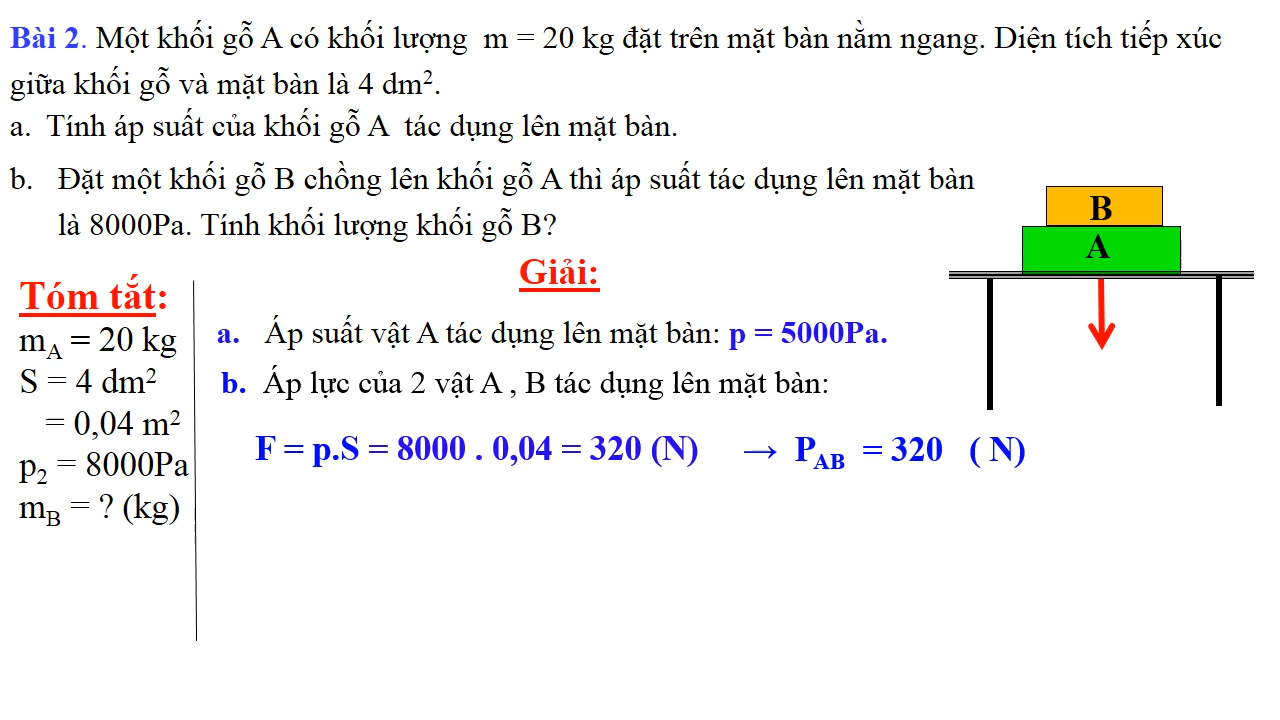 Bài 2. Một khối gỗ A có khối lượng m = 20 kg đặt trên mặt bàn nằm ngang. Diện tích tiếp xúc
giữa khối gỗ và mặt bàn là 4 dm².
a. Tính áp suất của khối gỗ A tác dụng lên mặt bàn.
b. Đặt một khối gỗ B chồng lên khối gỗ A thì áp suất tác dụng lên mặt bàn
là 8000Pa. Tính khối lượng khối gỗ B?
B
A
Tóm tắt:
m_A = 20 kg
S = 4 dm²
= 0,04 m²
p₂ = 8000Pa
m_B = ? (kg)
Giải:
a. Áp suất vật A tác dụng lên mặt bàn: p = 5000Pa.
b. Áp lực của 2 vật A , B tác dụng lên mặt bàn:
F = p.S = 8000 . 0,04 = 320 (N) → P_AB = 320 ( N)